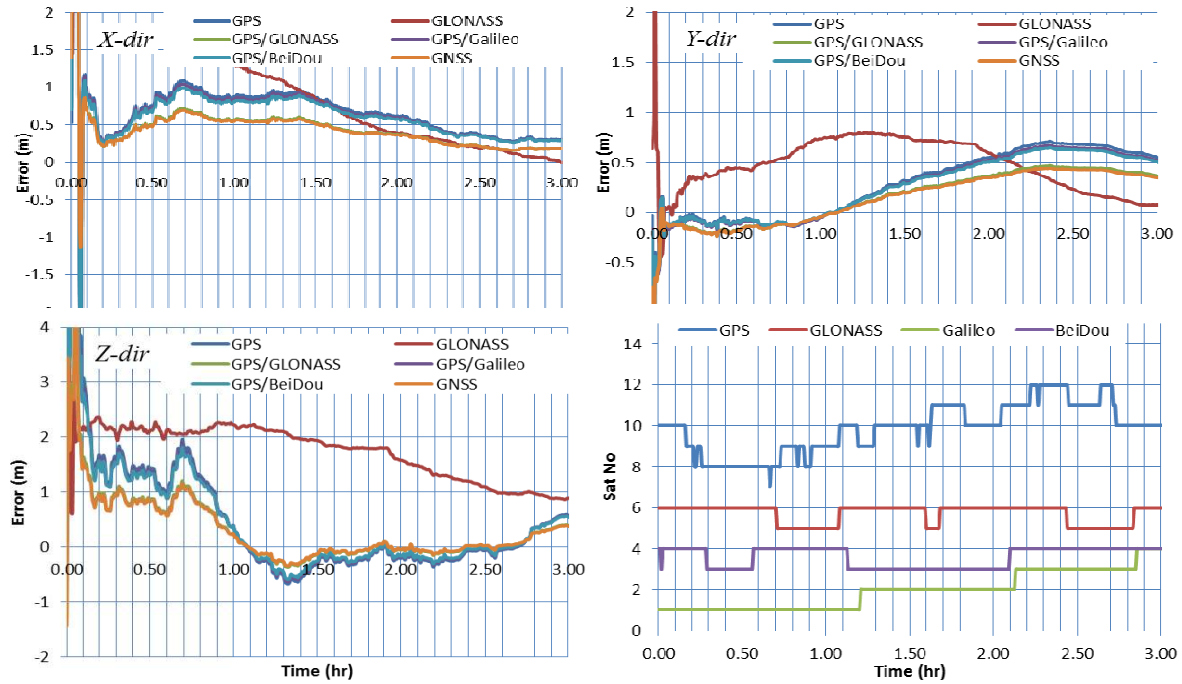 2
1.5
1
0.5
0
-0.5
-1
-1.5
Error (m)
X-dir
GPS
GLONASS
GPS/GLONASS
GPS/Galileo
GPS/BeiDou
GNSS
0.00
0.50
1.00
1.50
2.00
2.50
3.00
2
1.5
1
0.5
0
-0.5
Error (m)
Y-dir
GPS
GLONASS
GPS/GLONASS
GPS/Galileo
GPS/BeiDou
GNSS
0.00
0.50
1.00
1.50
2.00
2.50
3.00
4
3
2
1
0
-1
-2
Error (m)
Z-dir
GPS
GLONASS
GPS/GLONASS
GPS/Galileo
GPS/BeiDou
GNSS
0.00
0.50
1.00
1.50
2.00
2.50
3.00
Time (hr)
GPS
GLONASS
Galileo
BeiDou
14
12
10
8
6
4
2
0
Sat No
0.00
0.50
1.00
1.50
2.00
2.50
3.00
Time (hr)